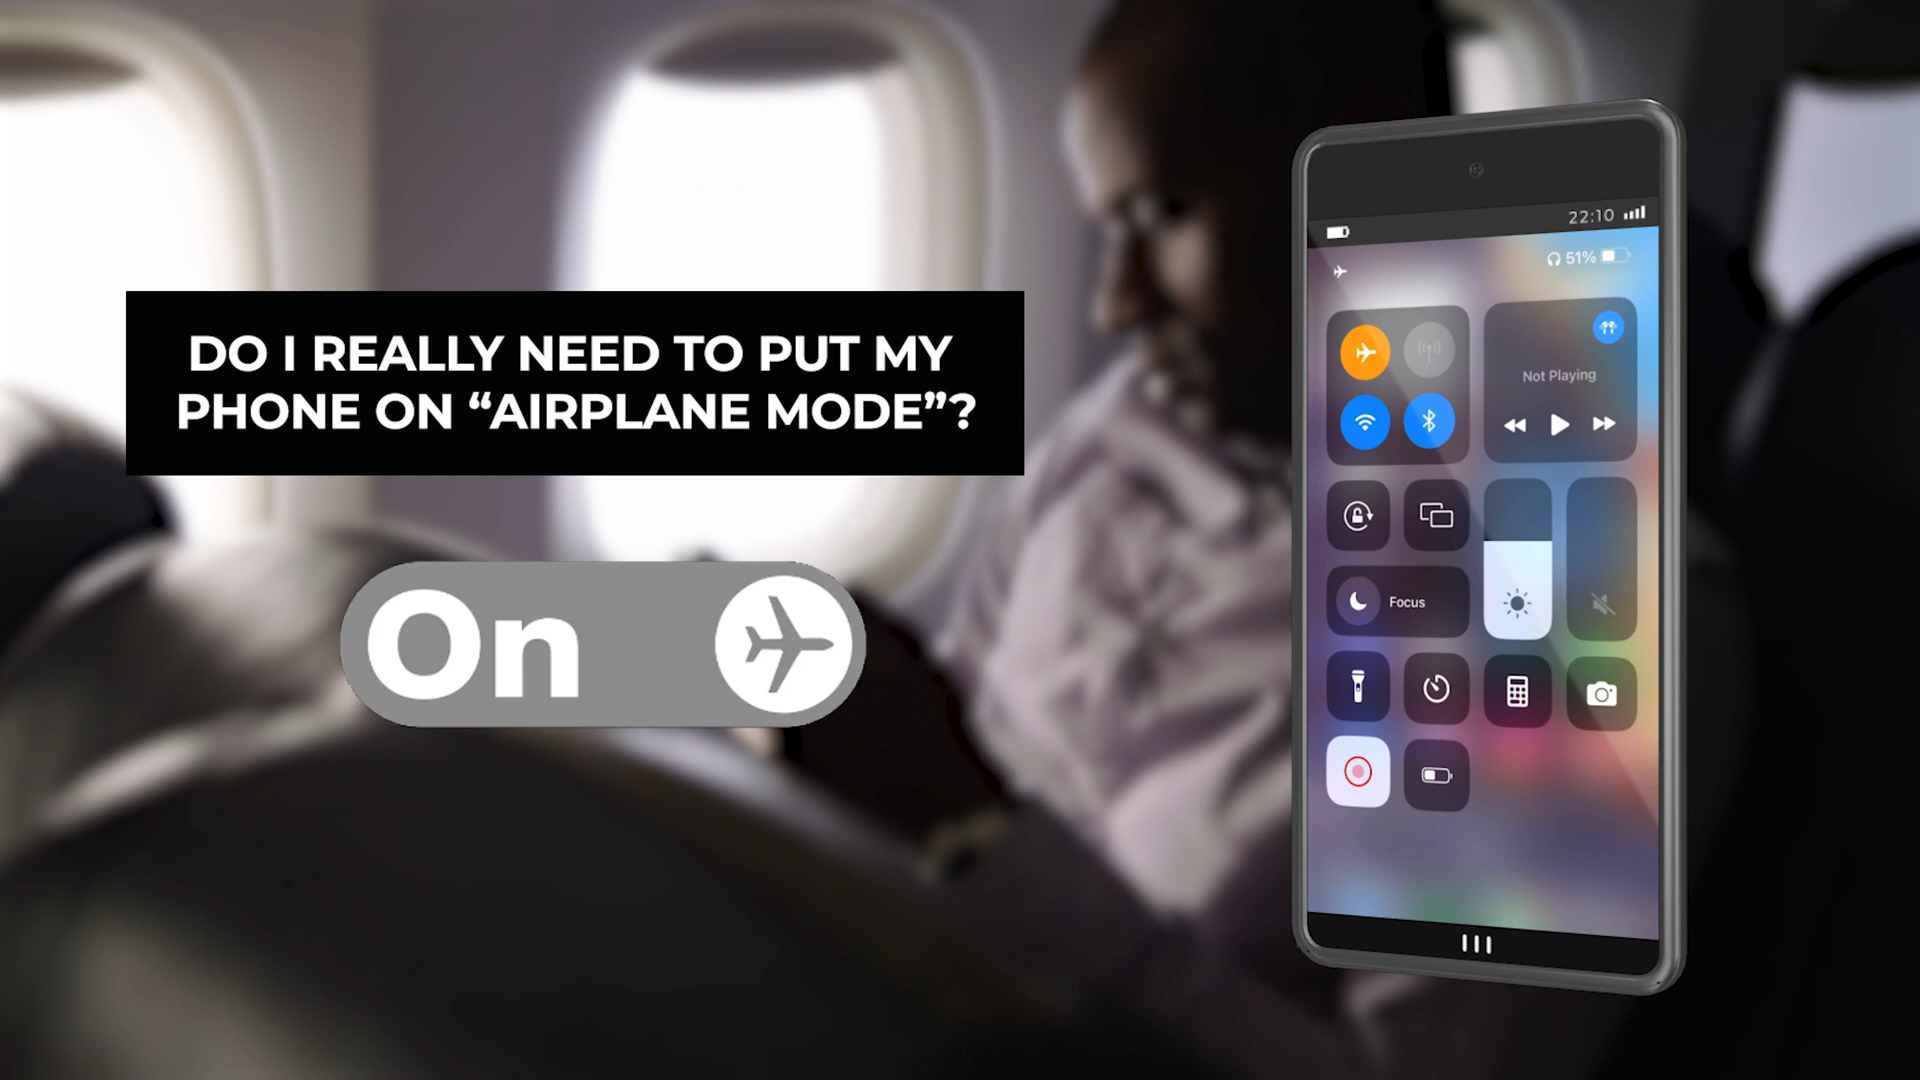 DO I REALLY NEED TO PUT MY
PHONE ON “AIRPLANE MODE”?
On
22:10
51%
Not Playing
Focus